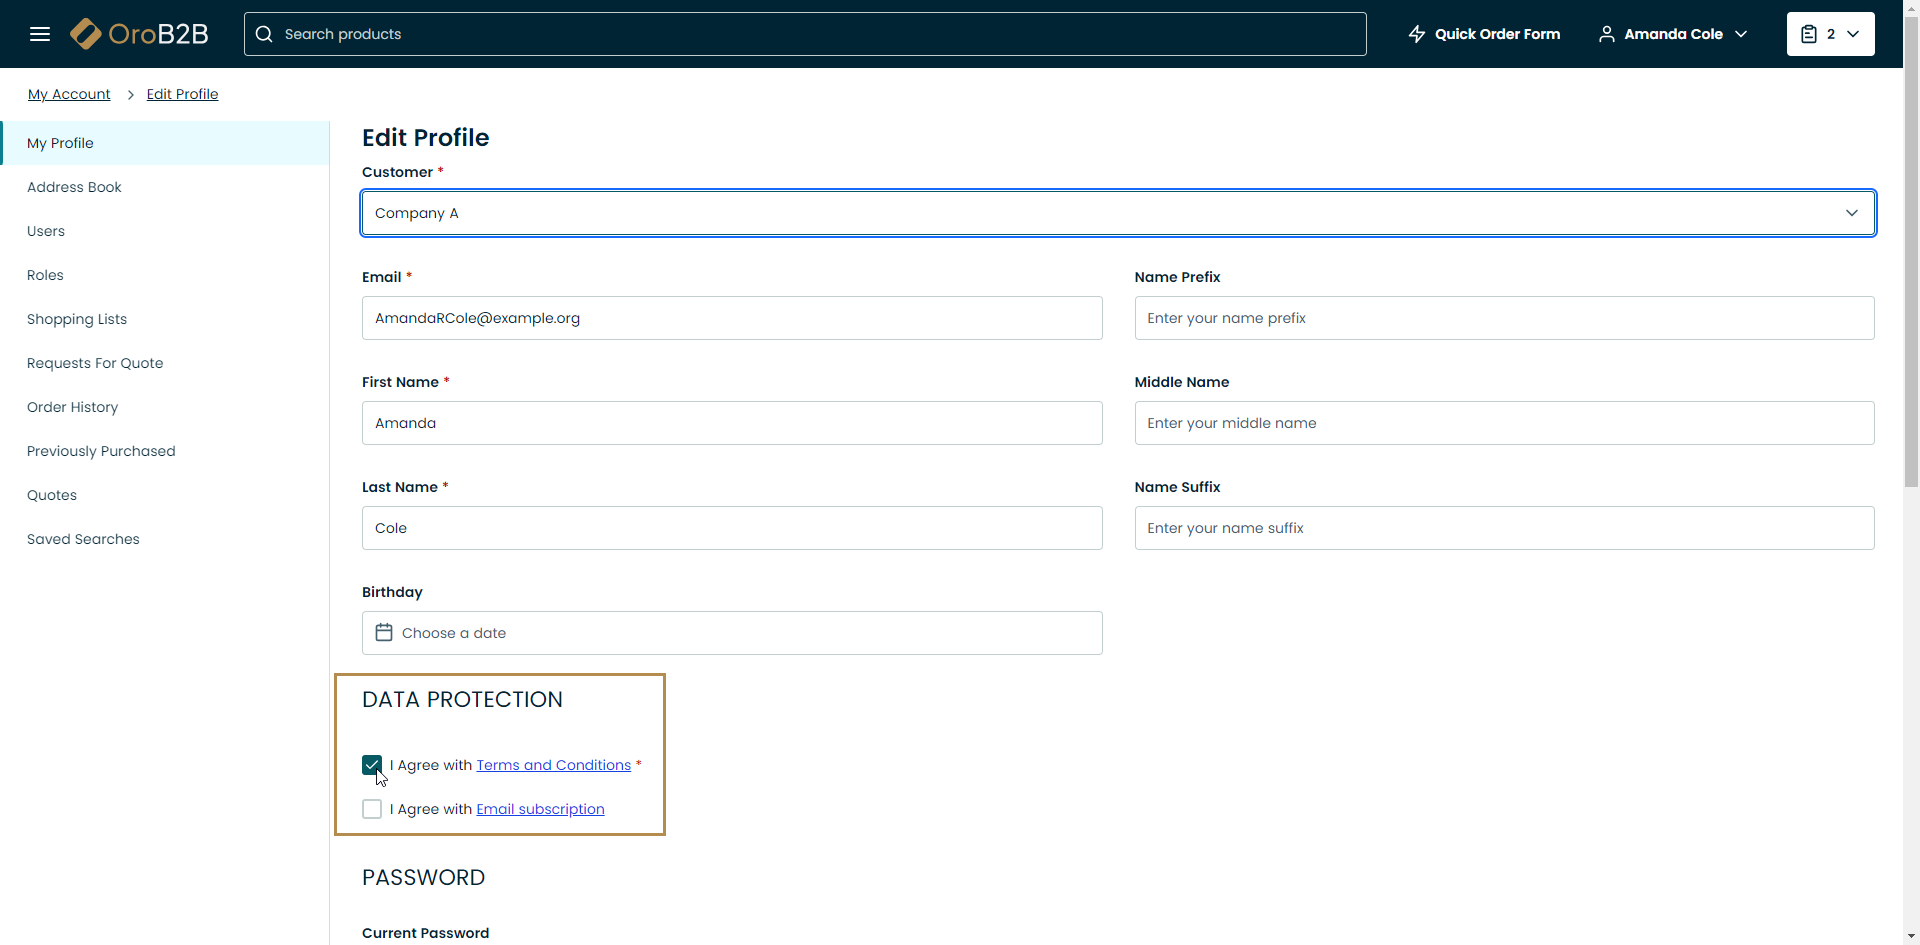 OroB2B
Search products
Quick Order Form
Amanda Cole
2
My Account > Edit Profile
My Profile
Address Book
Users
Roles
Shopping Lists
Requests For Quote
Order History
Previously Purchased
Quotes
Saved Searches
Edit Profile
Customer *
Company A
Email *
AmandaRCole@example.org
Name Prefix
Enter your name prefix
First Name *
Amanda
Middle Name
Enter your middle name
Last Name *
Cole
Name Suffix
Enter your name suffix
Birthday
Choose a date
DATA PROTECTION
I Agree with Terms and Conditions *
I Agree with Email subscription
PASSWORD
Current Password